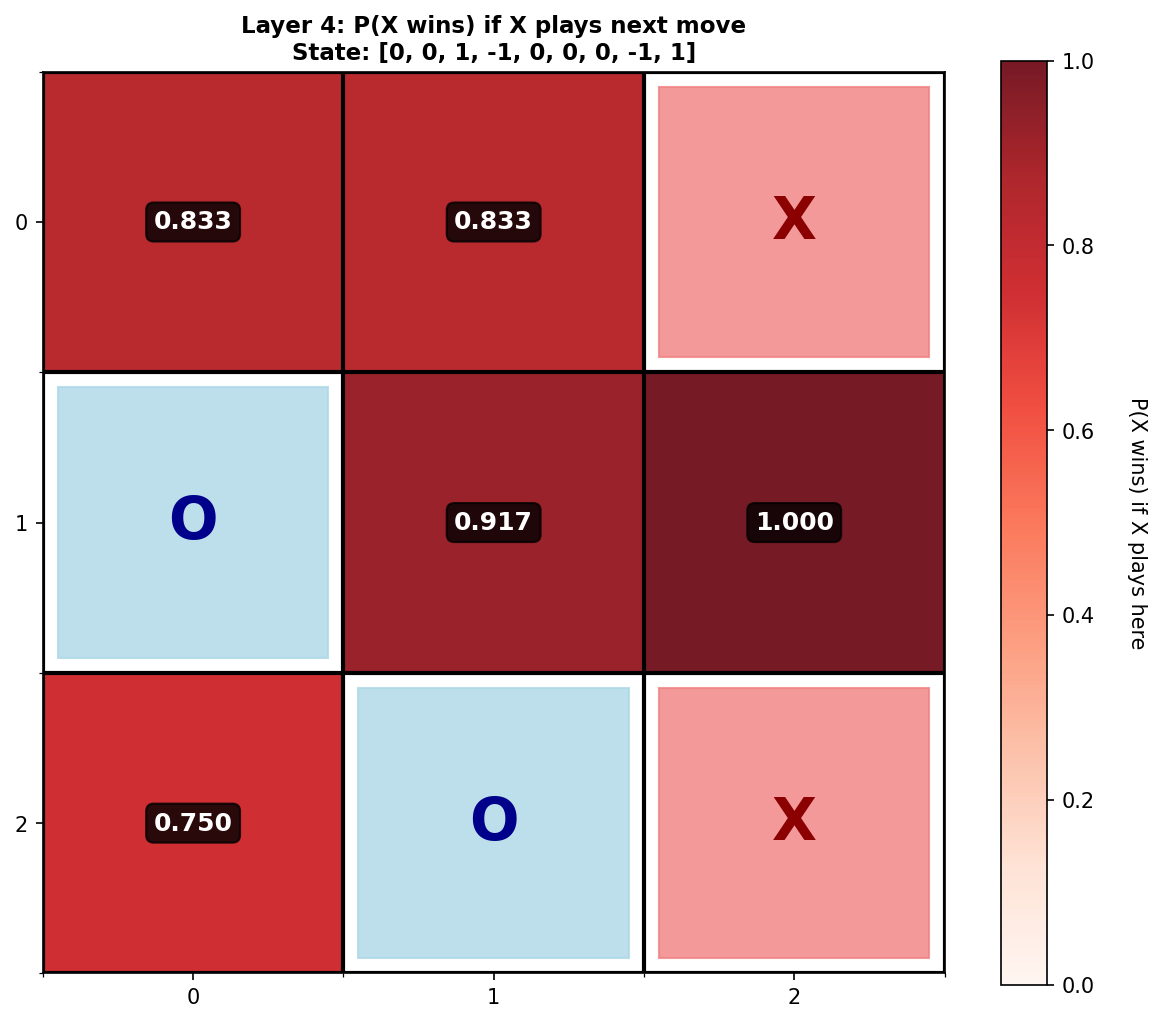 Layer 4: P(X wins) if X plays next move
State: [0, 0, 1, -1, 0, 0, 0, -1, 1]
0
0.833
0.833
X
1
O
0.917
1.000
2
0.750
O
X
0
1
2
1.0
0.8
0.6
0.4
0.2
0.0
P(X wins) if X plays here